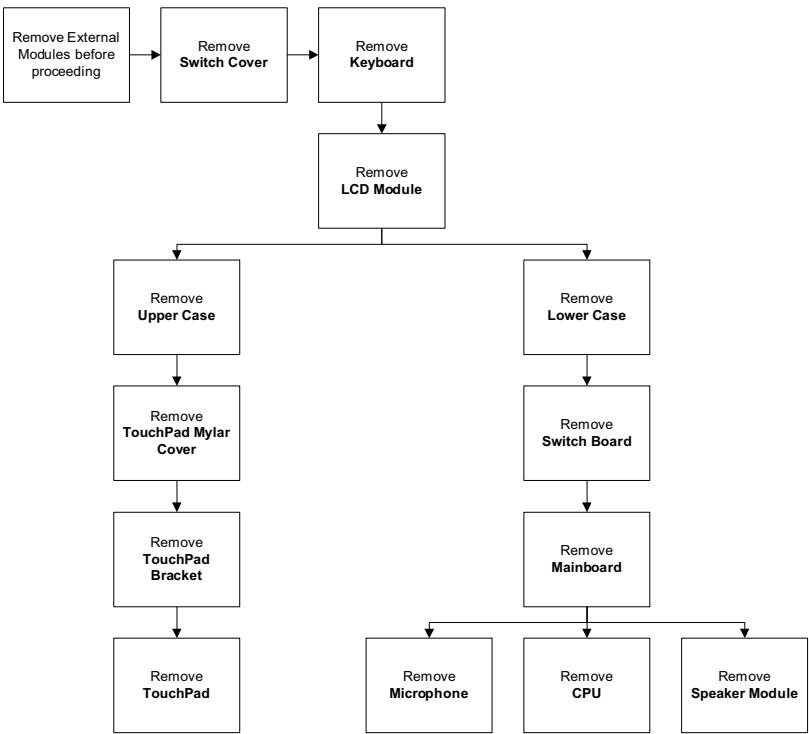 Remove External
Modules before
proceeding
Remove
Switch Cover
Remove
Keyboard
Remove
LCD Module
Remove
Upper Case
Remove
Lower Case
Remove
TouchPad Mylar
Cover
Remove
Switch Board
Remove
TouchPad
Bracket
Remove
Mainboard
Remove
TouchPad
Remove
Microphone
Remove
CPU
Remove
Speaker Module